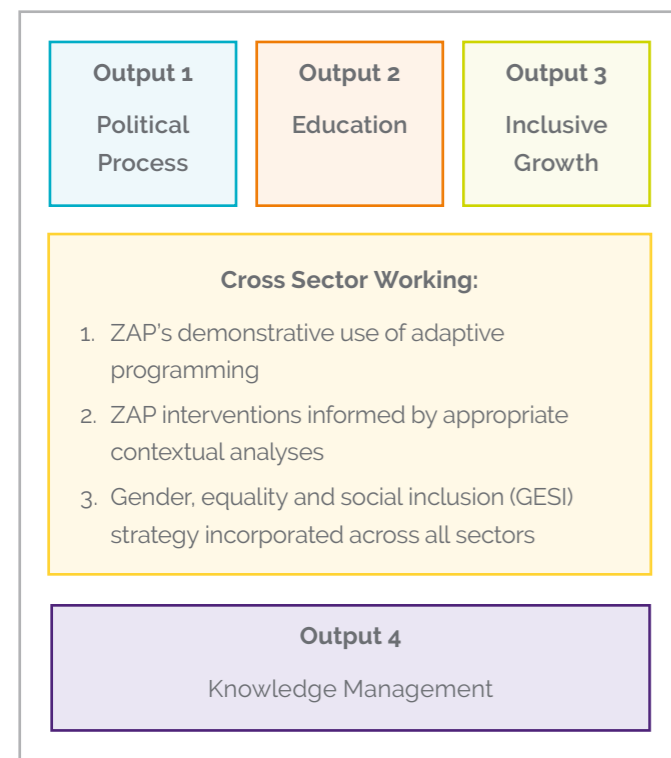 Output 1
Political
Process
Output 2
Education
Output 3
Inclusive
Growth
Cross Sector Working:
1. ZAP's demonstrative use of adaptive
programming
2. ZAP interventions informed by appropriate
contextual analyses
3. Gender, equality and social inclusion (GESI)
strategy incorporated across all sectors
Output 4
Knowledge Management